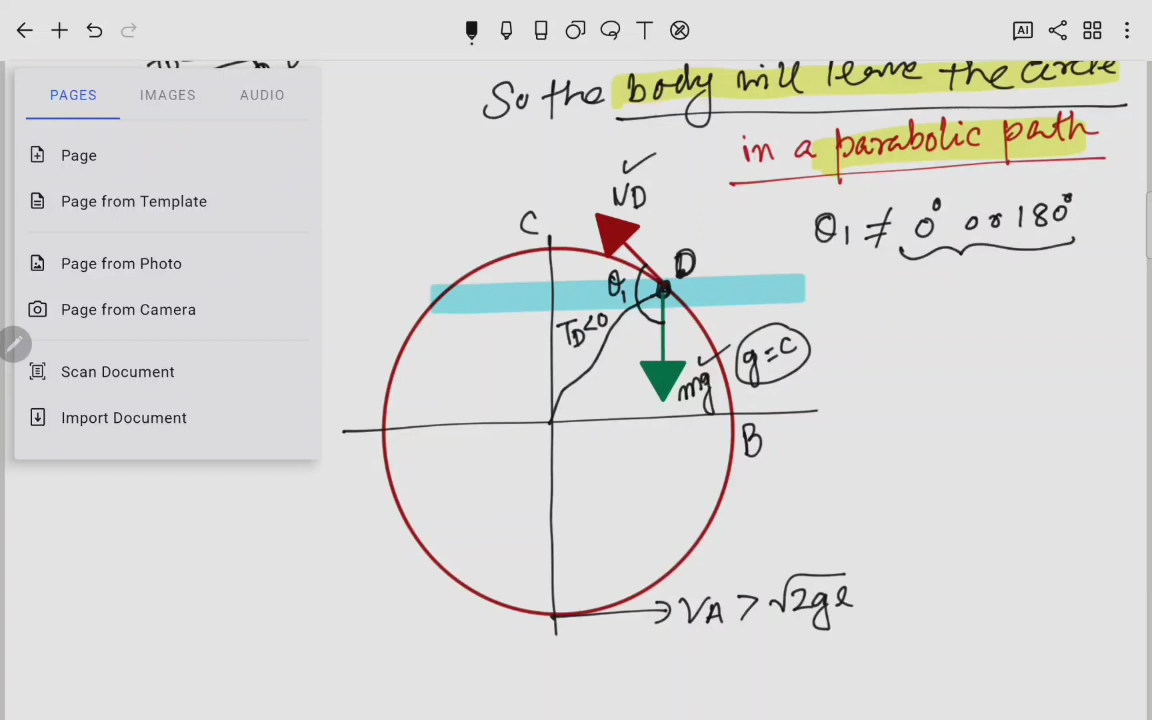 AI
PAGES IMAGES AUDIO
Page
Page from Template
Page from Photo
Page from Camera
Scan Document
Import Document
So the body will leave the circle
in a parabolic path
θ1 ≠ 0° or 180°
C
VD
D
θ1
TD<0
mg
g=c
B
VA > √2gl